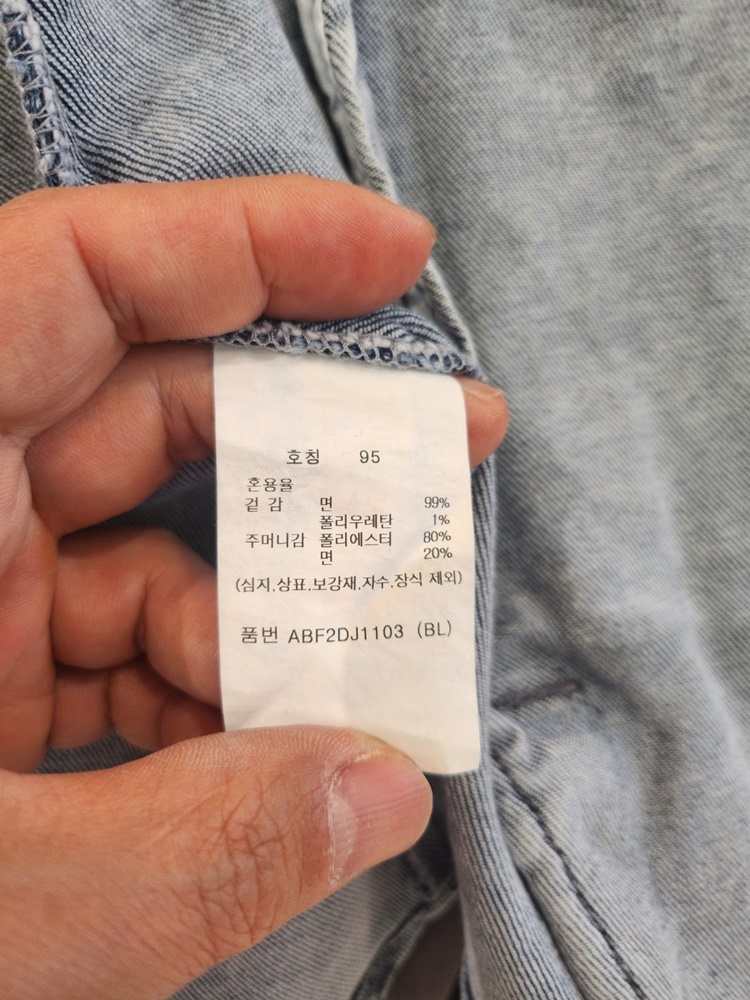 호칭 95
혼용율
겉 감 면 99%
폴리우레탄 1%
주머니감 폴리에스터 80%
면 20%
(심지.상표.보강재.자수.장식 제외)
품번 ABF2DJ1103 (BL)